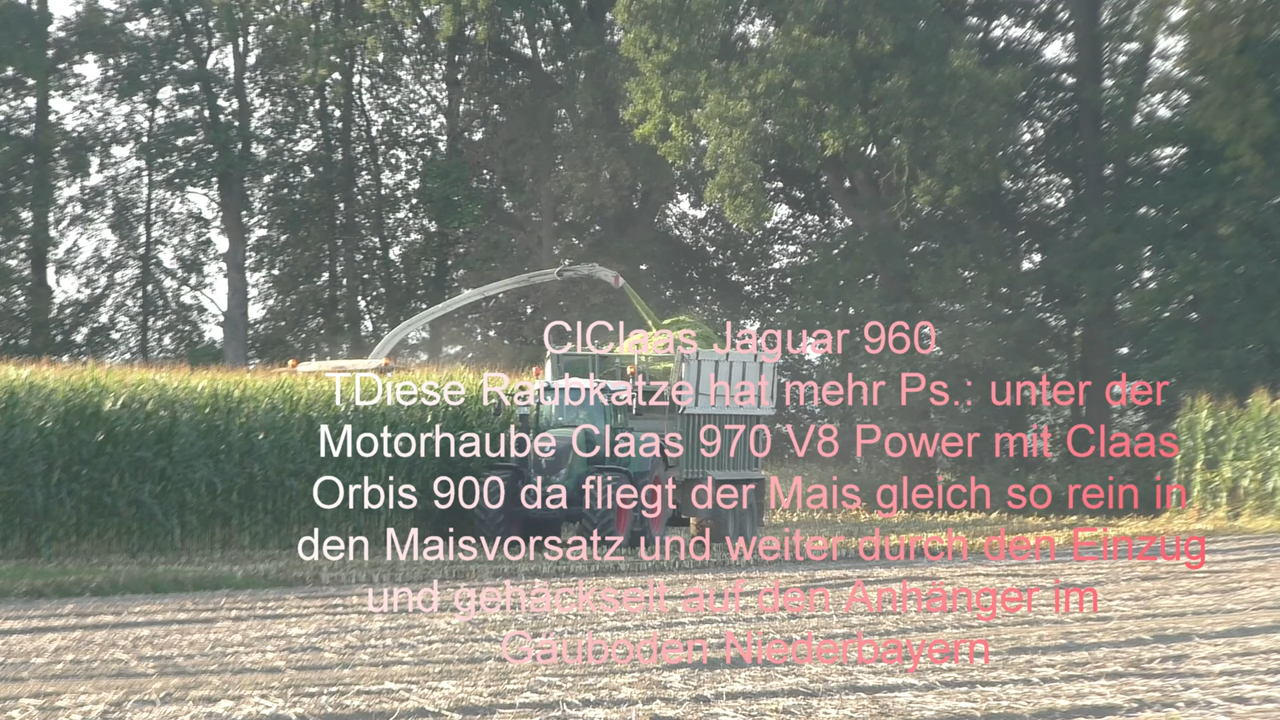 ClClaas Jaguar 960
TDiese Raubkatze hat mehr Ps.: unter der
Motorhaube Claas 970 V8 Power mit Claas
Orbis 900 da fliegt der Mais gleich so rein in
den Maisvorsatz und weiter durch den Einzug
und gehäckselt auf den Anhänger im
Gäuboden Niederbayern